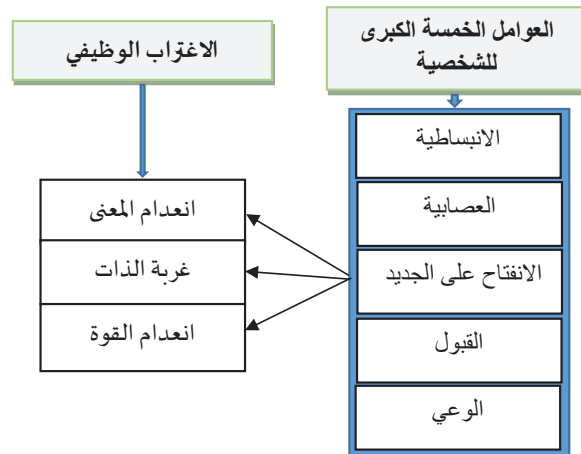 العوامل الخمسة الكبرى
للشخصية
الانبساطية
العصابية
الانفتاح على الجديد
القبول
الوعي
الاغتراب الوظيفي
انعدام المعنى
غربة الذات
انعدام القوة